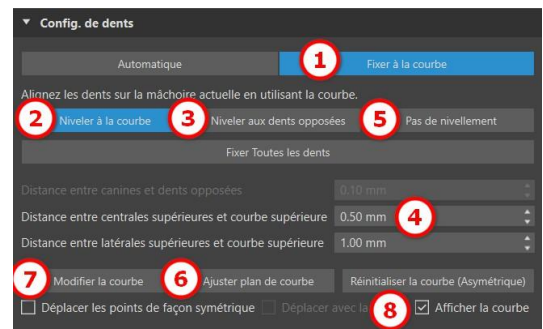 ▼ Config. de dents
Automatique 1 Fixer à la courbe
Alignez les dents sur la mâchoire actuelle en utilisant la courbe.
2 Niveler à la courbe 3 Niveler aux dents opposées 5 Pas de nivellement
Fixer Toutes les dents
Distance entre canines et dents opposées 0.10 mm
Distance entre centrales supérieures et courbe supérieure 0.50 mm 4
Distance entre latérales supérieures et courbe supérieure 1.00 mm
7 Modifier la courbe 6 Ajuster plan de courbe Réinitialiser la courbe (Asymétrique)
Déplacer les points de façon symétrique Déplacer avec la 8 Afficher la courbe